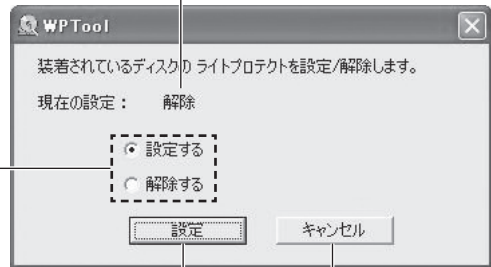 WPTool
装着されているディスクの ライトプロテクトを設定/解除します。
現在の設定： 解除
設定する
解除する
設定 キャンセル